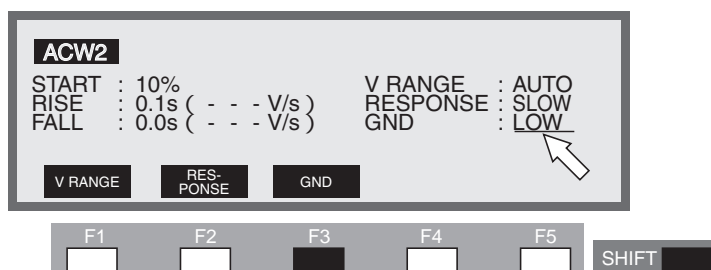 ACW2
START : 10% V RANGE : AUTO
RISE : 0.1s ( - - - V/s ) RESPONSE : SLOW
FALL : 0.0s ( - - - V/s ) GND : LOW
V RANGE RES-PONSE GND
F1 F2 F3 F4 F5
SHIFT